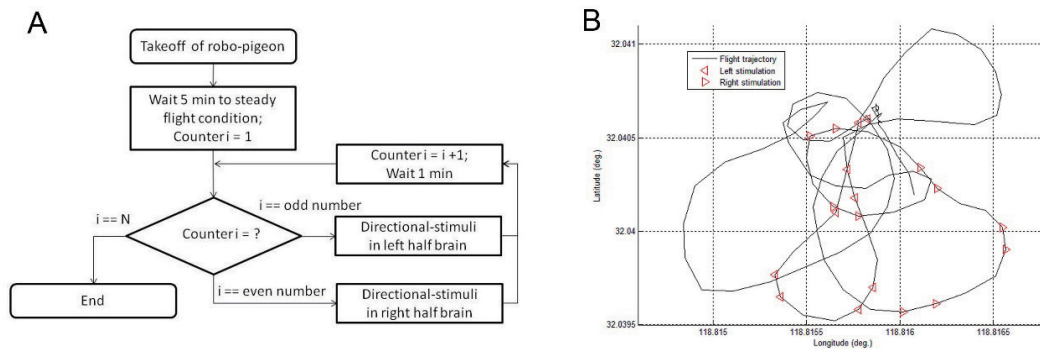 A
Takeoff of robo-pigeon
Wait 5 min to steady
flight condition;
Counter i = 1
Counter i = i +1;
Wait 1 min
i == N
i == odd number
Counter i = ?
Directional-stimuli
in left half brain
End
i == even number
Directional-stimuli
in right half brain
B
Flight trajectory
Left stimulation
Right stimulation
32.041
32.0405
32.04
32.0395
Latitude (deg.)
118.815
118.8155
118.816
118.8165
Longitude (deg.)